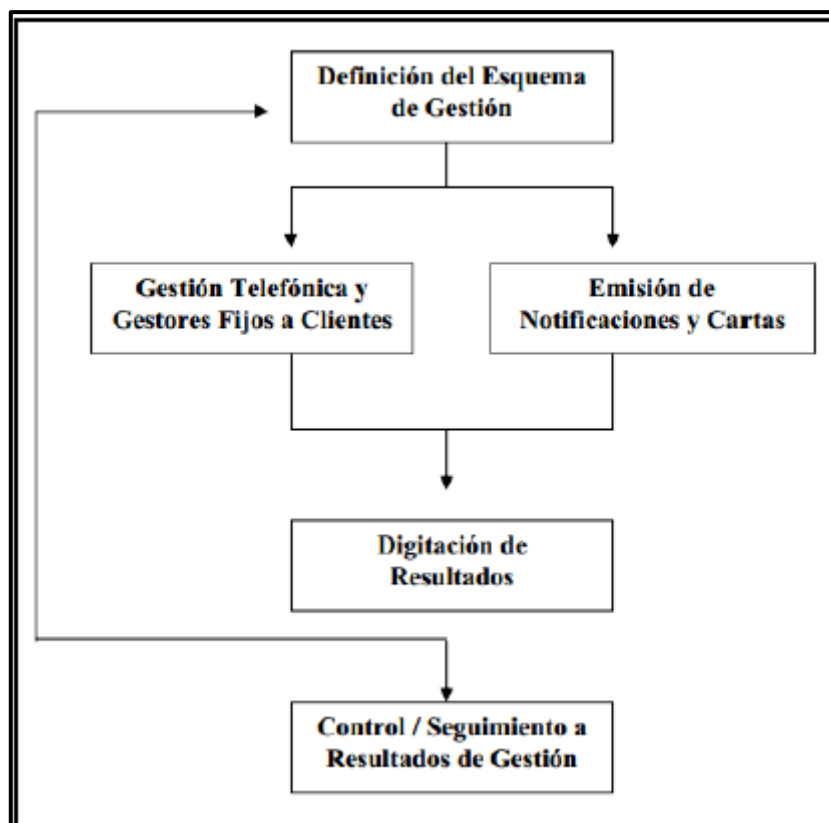 Definición del Esquema
de Gestión
Gestión Telefónica y
Gestores Fijos a Clientes
Emisión de
Notificaciones y Cartas
Digitación de
Resultados
Control / Seguimiento a
Resultados de Gestión